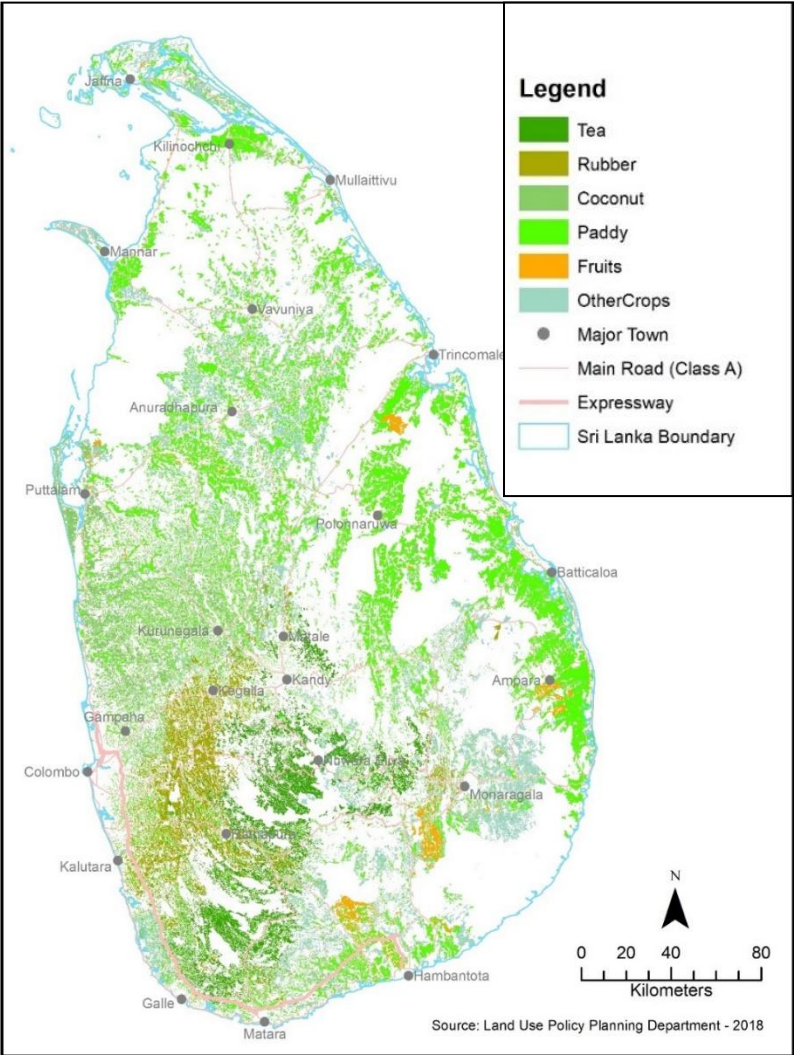 Legend
Tea
Rubber
Coconut
Paddy
Fruits
OtherCrops
Major Town
Main Road (Class A)
Expressway
Sri Lanka Boundary
Jaffna
Kilinochchi
Mullaittivu
Mannar
Vavuniya
Trincomale
Anuradhapura
Puttalam
Polonnaruwa
Batticaloa
Kurunegala
Matale
Kandy
Kegalla
Ampara
Gampaha
Colombo
Nuwara Eliya
Monaragala
Ratnapura
Kalutara
Hambantota
Galle
Matara
N
0 20 40 80
Kilometers
Source: Land Use Policy Planning Department - 2018